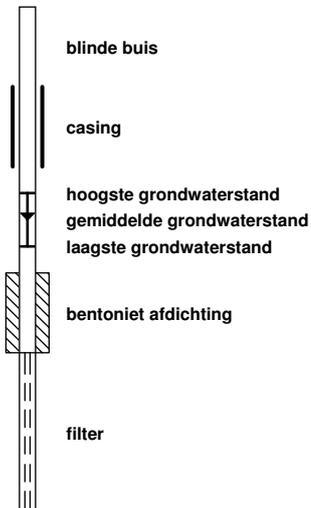 blinde buis
casing
hoogste grondwaterstand
gemiddelde grondwaterstand
laagste grondwaterstand
bentoniet afdichting
filter